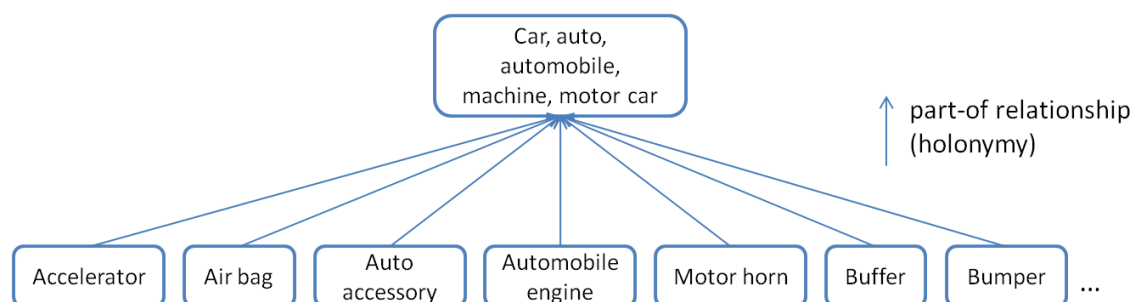 Car, auto,
automobile,
machine, motor car
part-of relationship
(holonymy)
Accelerator
Air bag
Auto
accessory
Automobile
engine
Motor horn
Buffer
Bumper
...